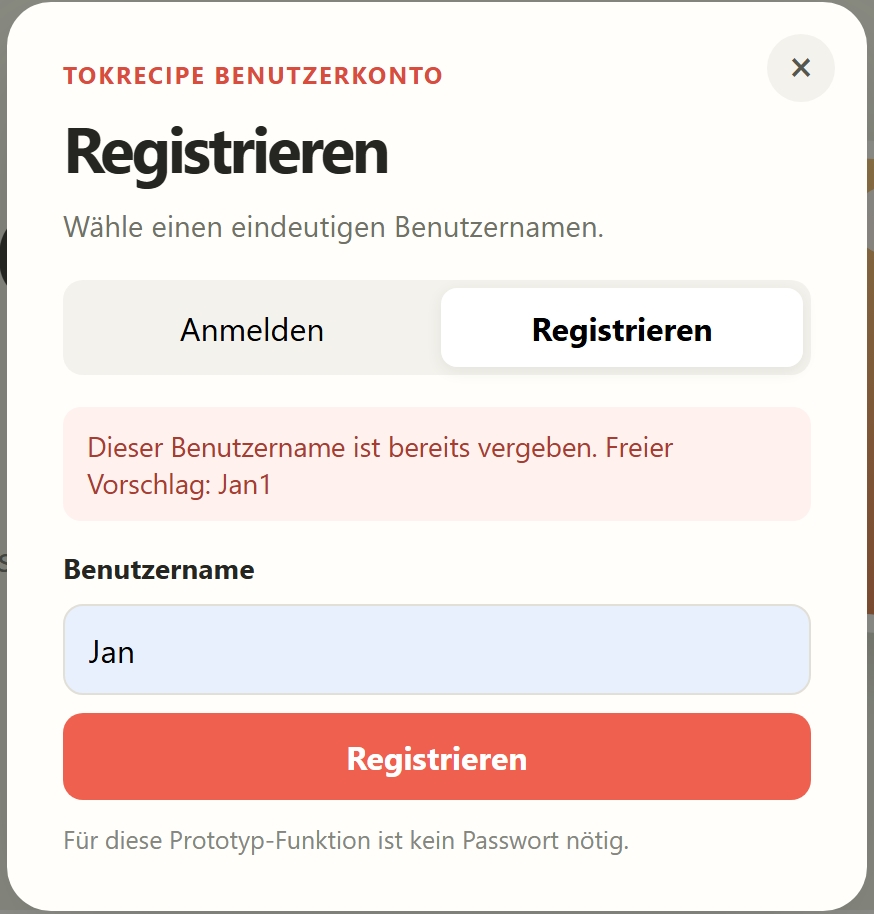 TOKRECIPE BENUTZERKONTO
Registrieren
Wähle einen eindeutigen Benutzernamen.
Anmelden
Registrieren
Dieser Benutzername ist bereits vergeben. Freier
Vorschlag: Jan1
Benutzername
Jan
Registrieren
Für diese Prototyp-Funktion ist kein Passwort nötig.